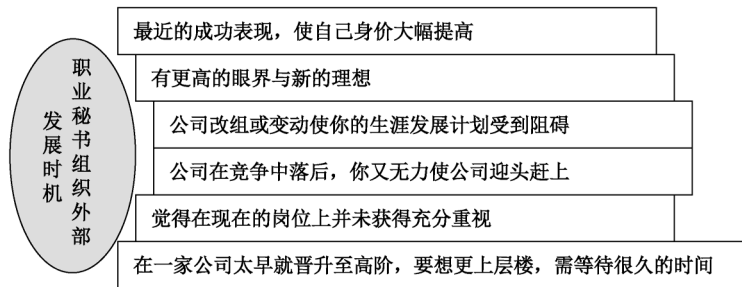 职业秘书组织外部
发展时机
最近的成功表现，使自己身价大幅提高
有更高的眼界与新的理想
公司改组或变动使你的生涯发展计划受到阻碍
公司在竞争中落后，你又无力使公司迎头赶上
觉得在现在的岗位上并未获得充分重视
在一家公司太早就晋升至高阶，要想更上层楼，需等待很久的时间